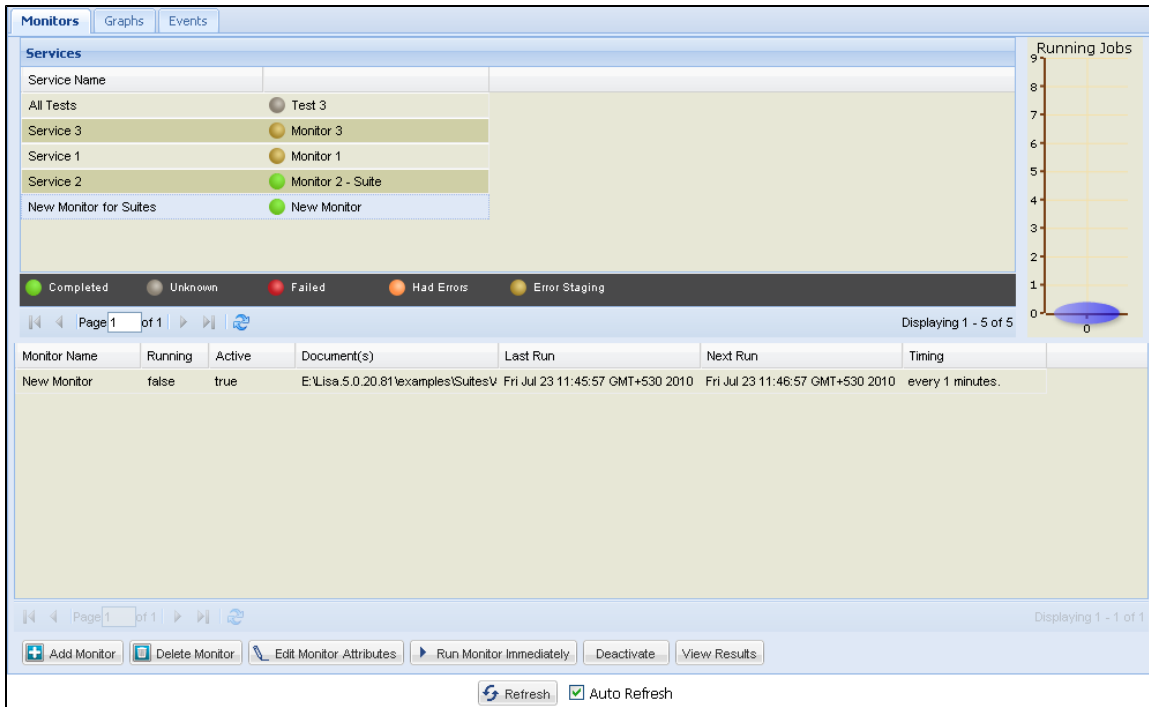 Monitors Graphs Events
Services
Service Name
All Tests Test 3
Service 3 Monitor 3
Service 1 Monitor 1
Service 2 Monitor 2 - Suite
New Monitor for Suites New Monitor
Completed Unknown Failed Had Errors Error Staging
Page 1 of 1 Displaying 1 - 5 of 5
Running Jobs
9
8
7
6
5
4
3
2
1
0
0
Monitor Name Running Active Document(s) Last Run Next Run Timing
New Monitor false true E:\Lisa.5.0.20.81\examples\Suites\ Fri Jul 23 11:45:57 GMT+530 2010 Fri Jul 23 11:46:57 GMT+530 2010 every 1 minutes.
Page 1 of 1 Displaying 1 - 1 of 1
Add Monitor Delete Monitor Edit Monitor Attributes Run Monitor Immediately Deactivate View Results
Refresh Auto Refresh